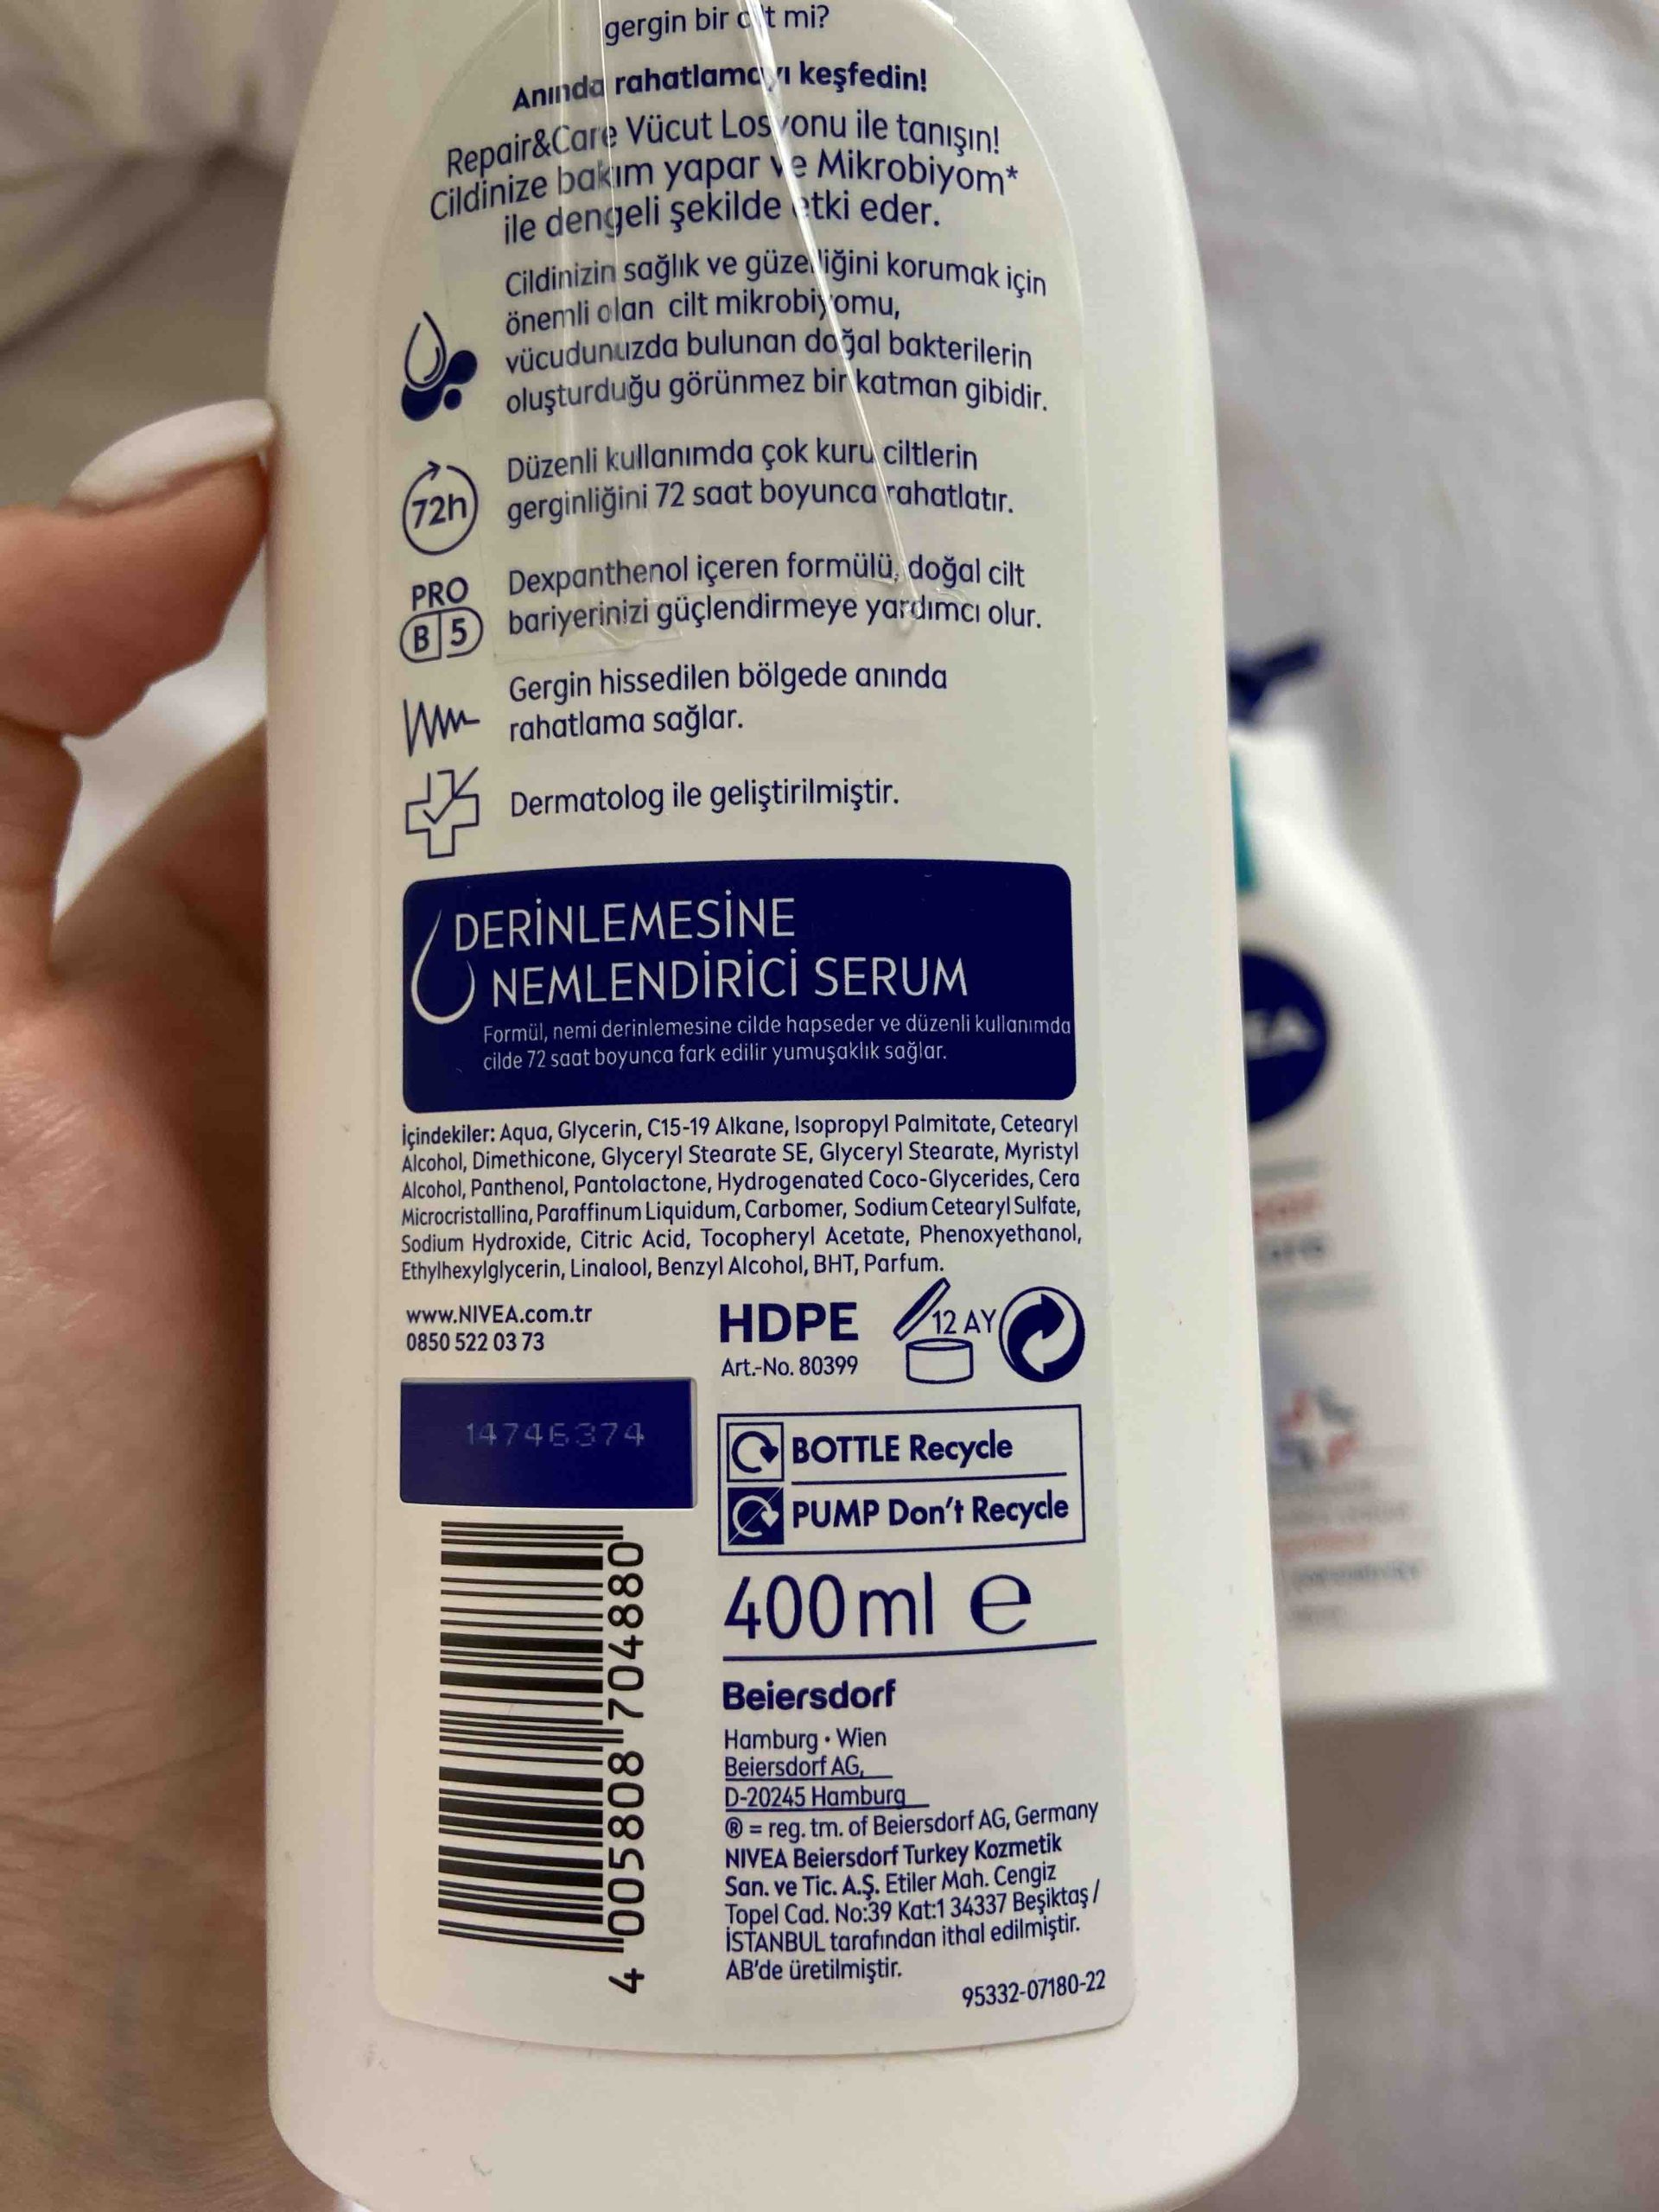 gergin bir cilt mi?
Anında rahatlamayı keşfedin!
Repair&Care Vücut Losyonu ile tanışın!
Cildinize bakım yapar ve Mikrobiyom*
ile dengeli şekilde etki eder.
Cildinizin sağlık ve güzelliğini korumak için
önemli olan cilt mikrobiyomu,
vücudunuzda bulunan doğal bakterilerin
oluşturduğu görünmez bir katman gibidir.
72h
Düzenli kullanımda çok kuru ciltlerin
gerginliğini 72 saat boyunca rahatlatır.
PRO
B 5
Dexpanthenol içeren formülü, doğal cilt
bariyerinizi güçlendirmeye yardımcı olur.
Gergin hissedilen bölgede anında
rahatlama sağlar.
Dermatolog ile geliştirilmiştir.
DERİNLEMESİNE
NEMLENDİRİCİ SERUM
Formül, nemi derinlemesine cilde hapseder ve düzenli kullanımda
cilde 72 saat boyunca fark edilir yumuşaklık sağlar.
İçindekiler: Aqua, Glycerin, C15-19 Alkane, Isopropyl Palmitate, Cetearyl
Alcohol, Dimethicone, Glyceryl Stearate SE, Glyceryl Stearate, Myristyl
Alcohol, Panthenol, Pantolactone, Hydrogenated Coco-Glycerides, Cera
Microcristallina, Paraffinum Liquidum, Carbomer, Sodium Cetearyl Sulfate,
Sodium Hydroxide, Citric Acid, Tocopheryl Acetate, Phenoxyethanol,
Ethylhexylglycerin, Linalool, Benzyl Alcohol, BHT, Parfum.
www.NIVEA.com.tr
0850 522 03 73
HDPE
Art.-No. 80399
12 AY
14746374
BOTTLE Recycle
PUMP Don't Recycle
4 005808 704880
400 ml e
Beiersdorf
Hamburg • Wien
Beiersdorf AG,
D-20245 Hamburg
® = reg. tm. of Beiersdorf AG, Germany
NIVEA Beiersdorf Turkey Kozmetik
San. ve Tic. A.Ş. Etiler Mah. Cengiz
Topel Cad. No:39 Kat:1 34337 Beşiktaş /
İSTANBUL tarafından ithal edilmiştir.
AB'de üretilmiştir.
95332-07180-22